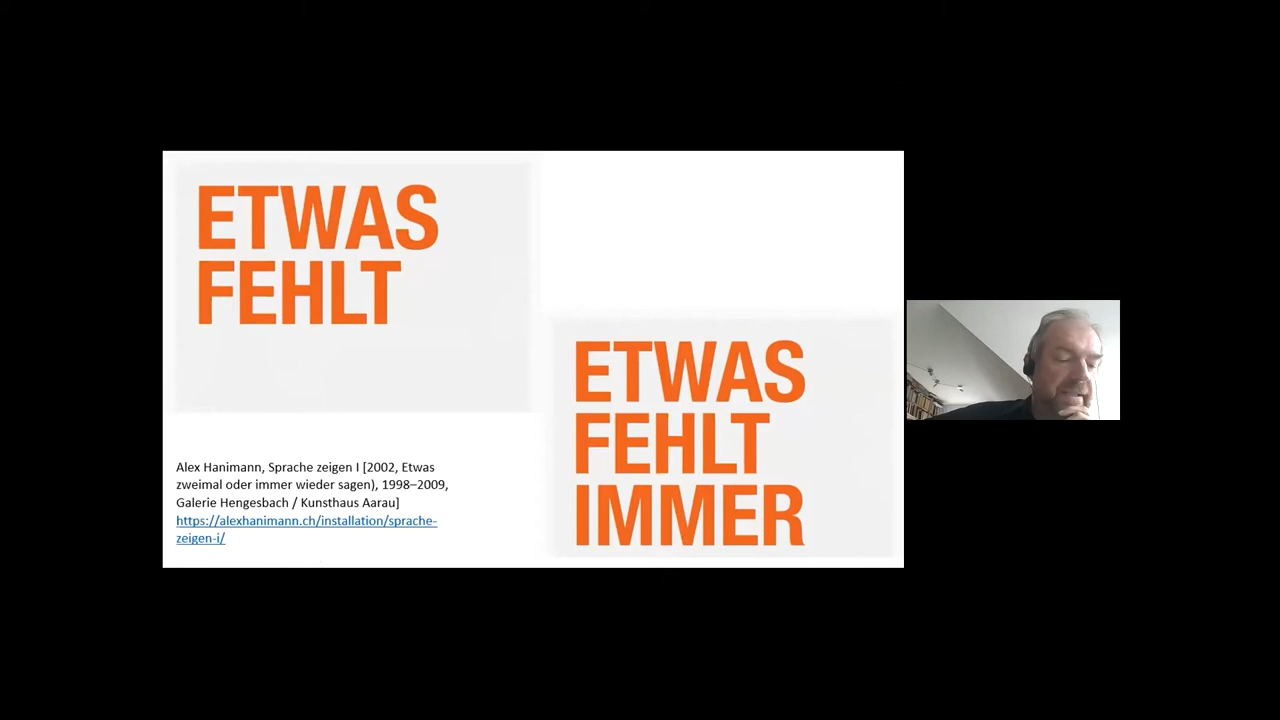 ETWAS
FEHLT
ETWAS
FEHLT
IMMER
Alex Hanimann, Sprache zeigen I [2002, Etwas
zweimal oder immer wieder sagen), 1998–2009,
Galerie Hengesbach / Kunsthaus Aarau]
https://alexhanimann.ch/installation/sprache-
zeigen-i/